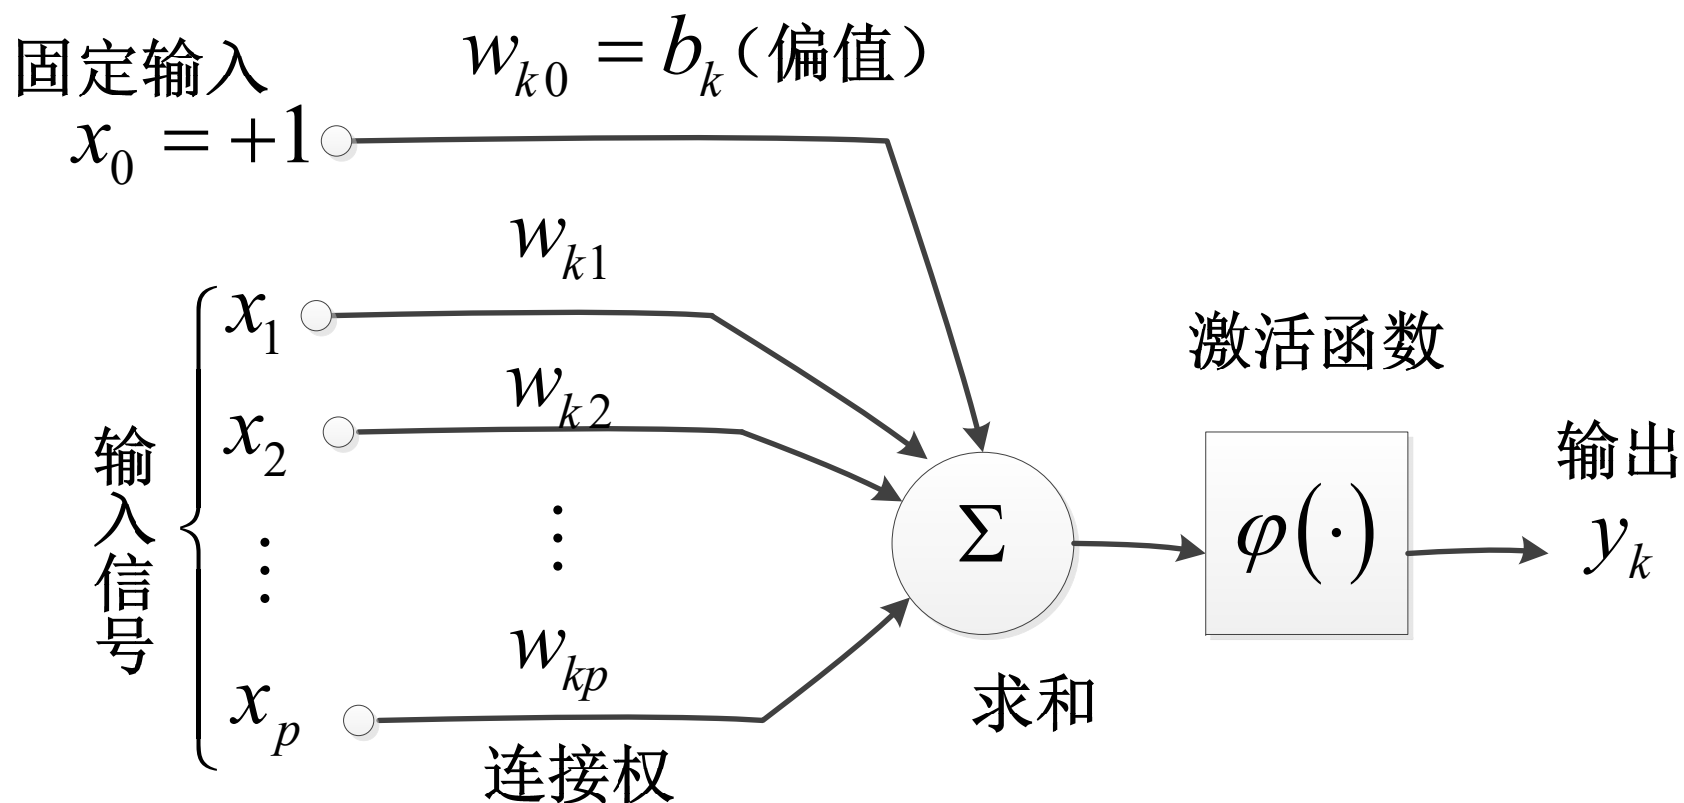 固定输入
w_{k0} = b_k（偏值）
x_0 = +1
w_{k1}
x_1
激活函数
w_{k2}
x_2
输入信号
⋮
⋮
Σ
φ(·)
输出
y_k
w_{kp}
x_p
求和
连接权